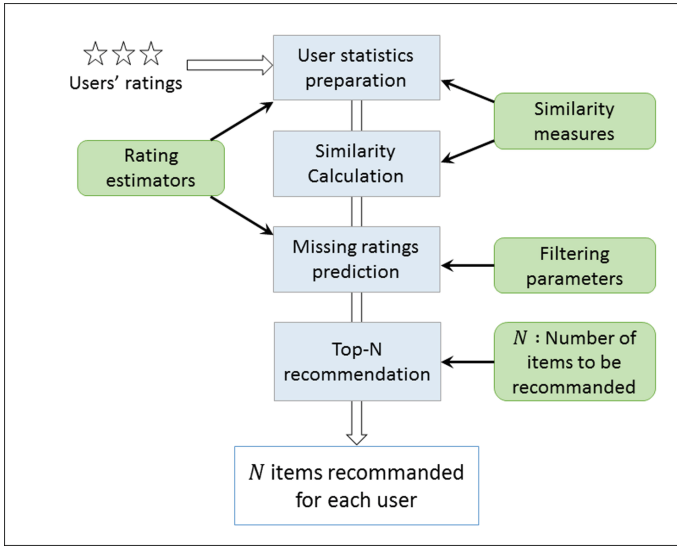 Users’ ratings
User statistics
preparation
Similarity
measures
Rating
estimators
Similarity
Calculation
Missing ratings
prediction
Filtering
parameters
Top-N
recommendation
N : Number of
items to be
recommanded
N items recommanded
for each user